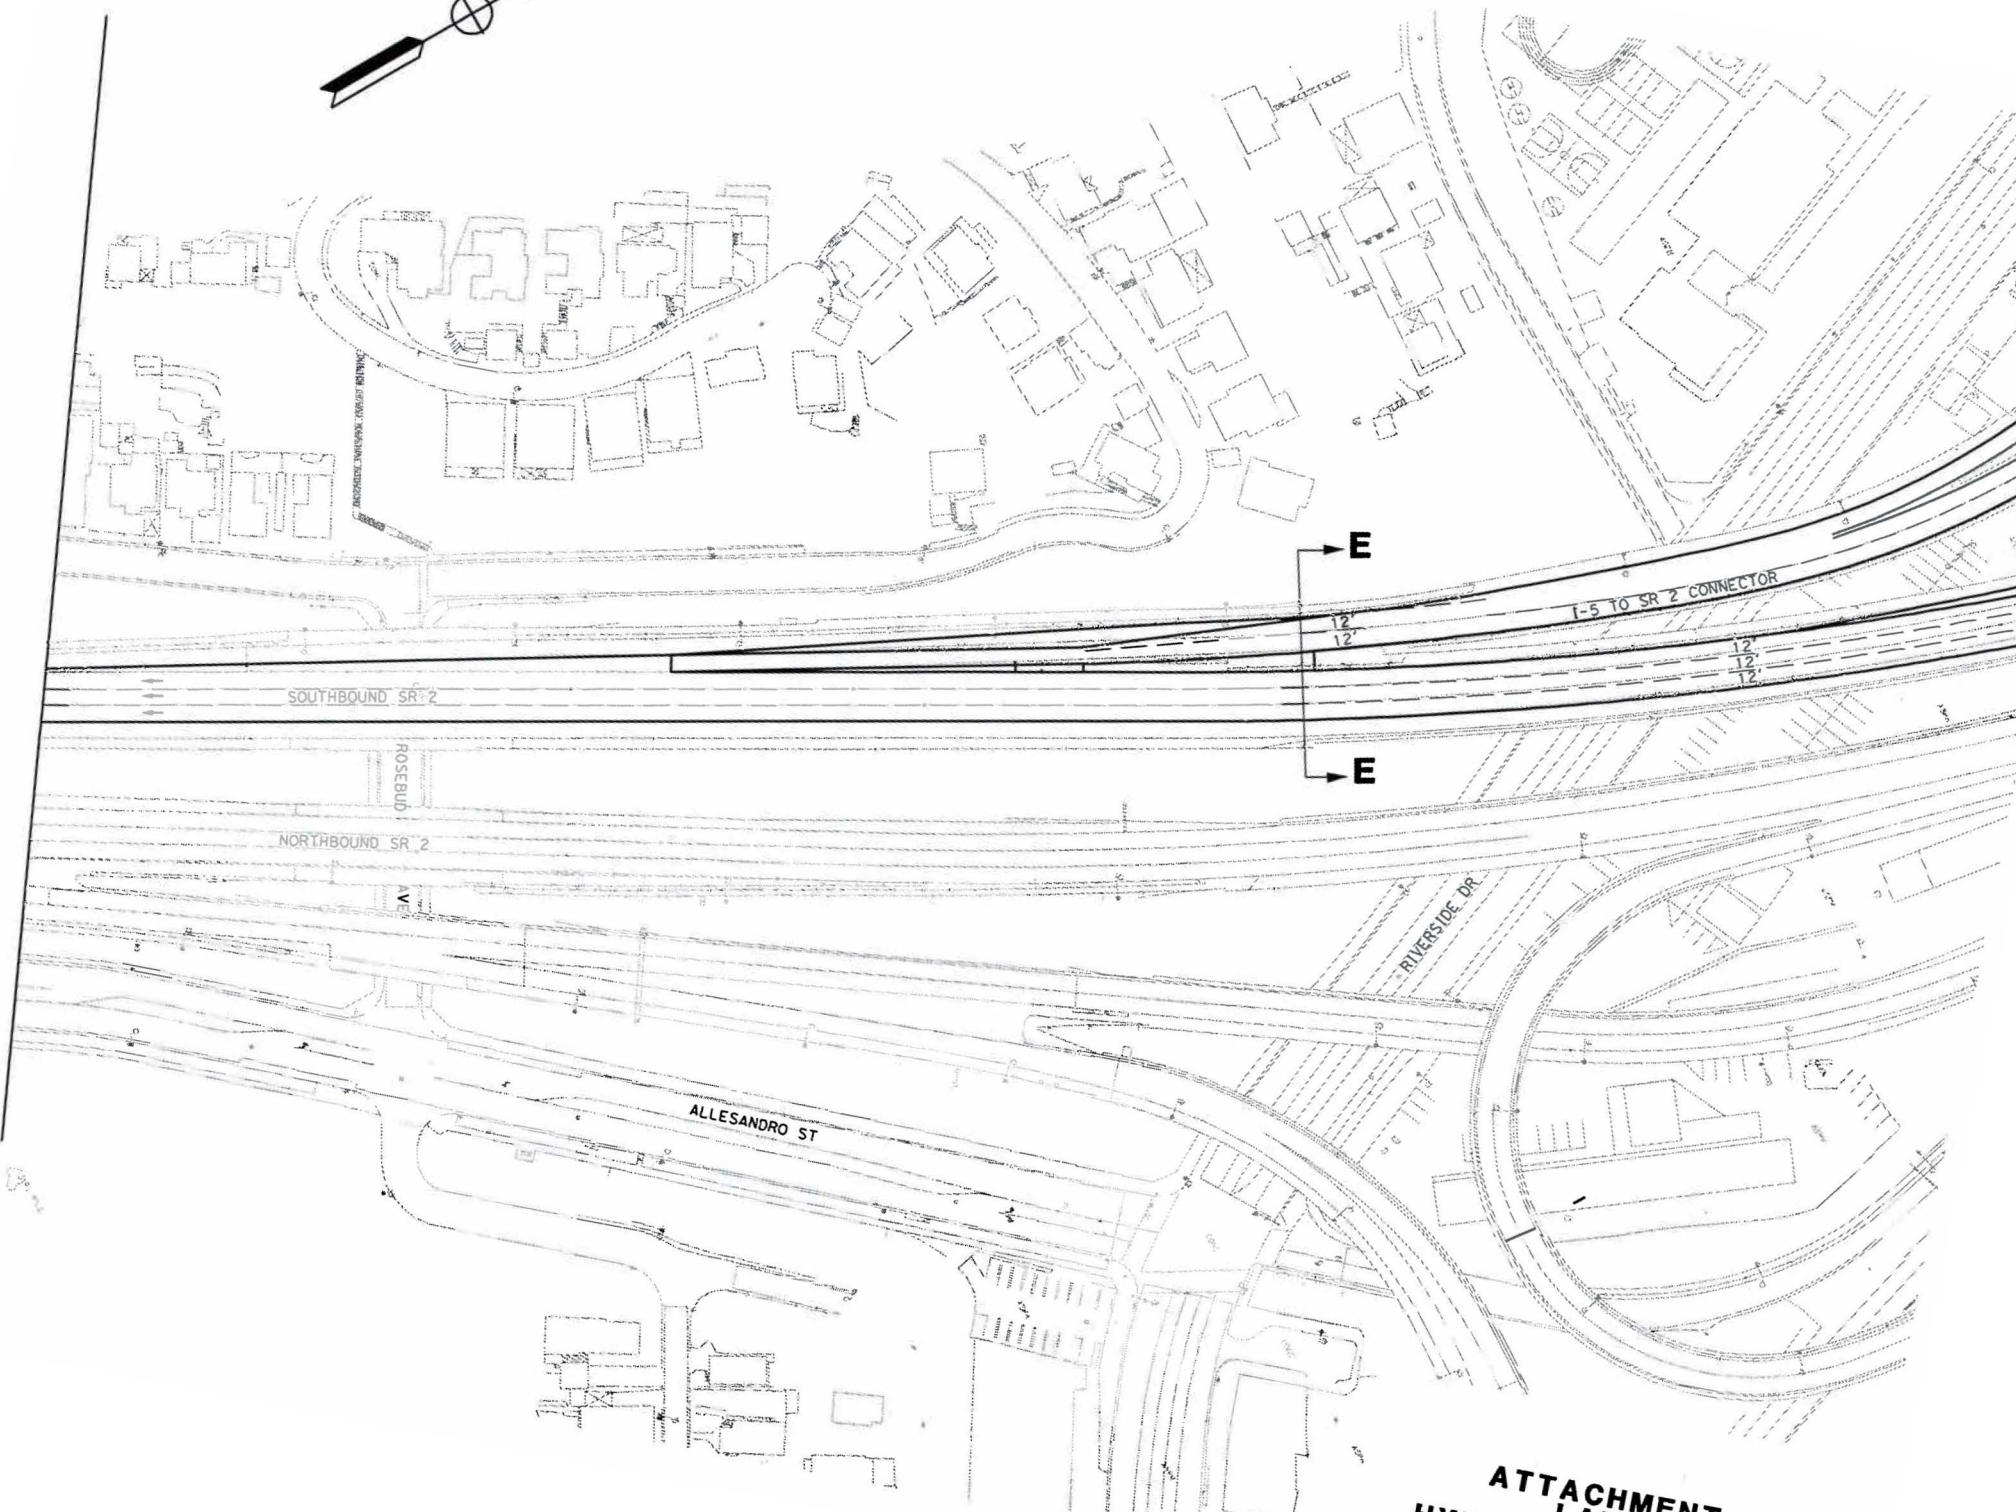 E
12'
12'
I-5 TO SR 2 CONNECTOR
12'
12'
12'
SOUTHBOUND SR 2
E
ROSEBUD AVE
NORTHBOUND SR 2
RIVERSIDE DR
ALLESANDRO ST
ATTACHMENT